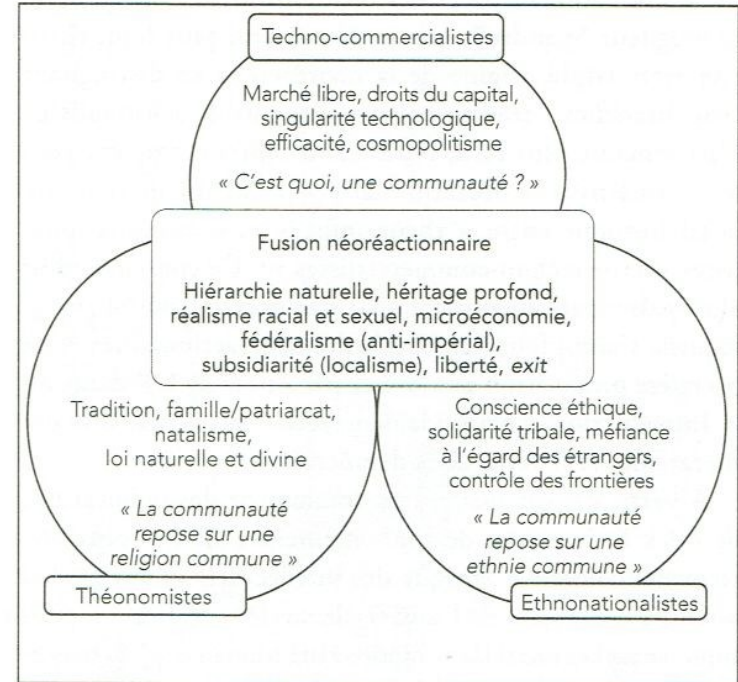 Techno-commercialistes
Marché libre, droits du capital,
singularité technologique,
efficacité, cosmopolitisme
« C'est quoi, une communauté ? »
Fusion néoréactionnaire
Hiérarchie naturelle, héritage profond,
réalisme racial et sexuel, microéconomie,
fédéralisme (anti-impérial),
subsidiarité (localisme), liberté, exit
Tradition, famille/patriarcat,
natalisme,
loi naturelle et divine
« La communauté
repose sur une
religion commune »
Théonomistes
Conscience éthique,
solidarité tribale, méfiance
à l'égard des étrangers,
contrôle des frontières
« La communauté
repose sur une
ethnie commune »
Ethnonationalistes